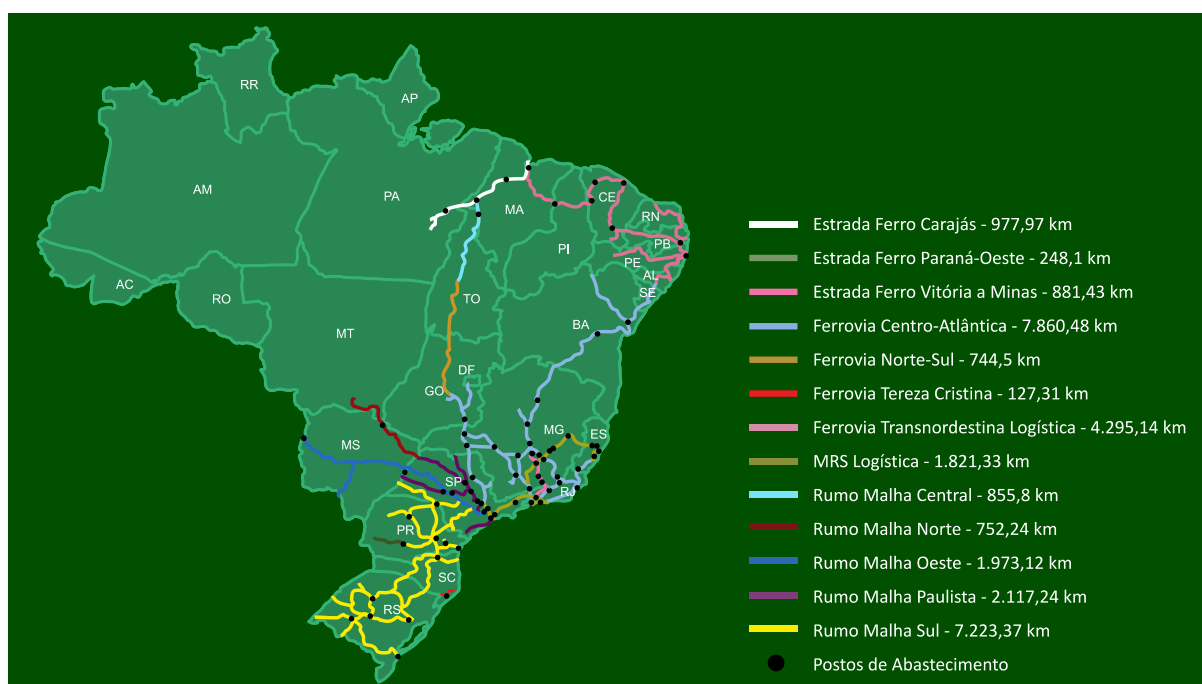 RR
AP
AM
PA
MA
CE
RN
PB
PI
PE
AL
SE
AC
RO
TO
BA
MT
DF
GO
MG
ES
MS
SP
RJ
PR
SC
RS
Estrada Ferro Carajás - 977,97 km
Estrada Ferro Paraná-Oeste - 248,1 km
Estrada Ferro Vitória a Minas - 881,43 km
Ferrovia Centro-Atlântica - 7.860,48 km
Ferrovia Norte-Sul - 744,5 km
Ferrovia Tereza Cristina - 127,31 km
Ferrovia Transnordestina Logística - 4.295,14 km
MRS Logística - 1.821,33 km
Rumo Malha Central - 855,8 km
Rumo Malha Norte - 752,24 km
Rumo Malha Oeste - 1.973,12 km
Rumo Malha Paulista - 2.117,24 km
Rumo Malha Sul - 7.223,37 km
Postos de Abastecimento